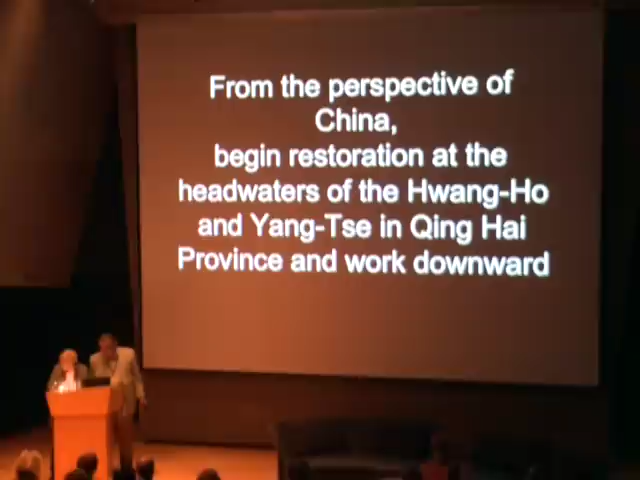 From the perspective of
China,
begin restoration at the
headwaters of the Hwang-Ho
and Yang-Tse in Qing Hai
Province and work downward